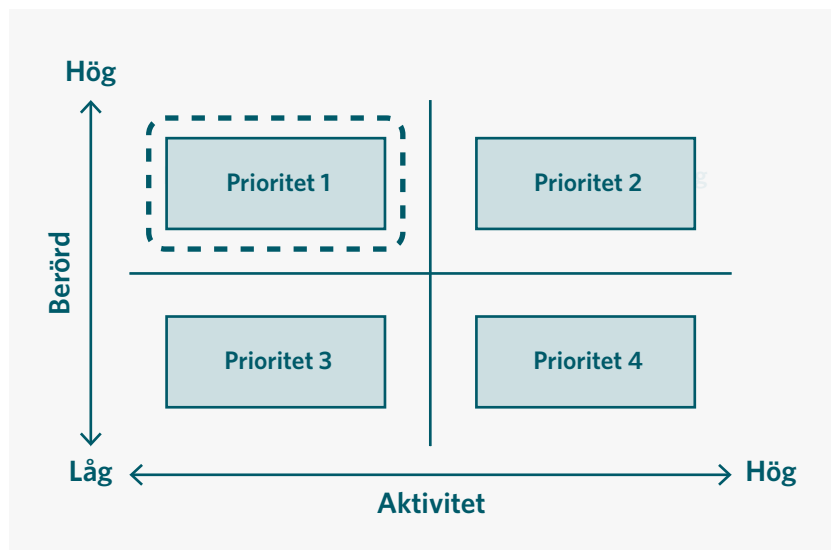 Hög
Prioritet 1
Prioritet 2
Berörd
Prioritet 3
Prioritet 4
Låg
Hög
Aktivitet